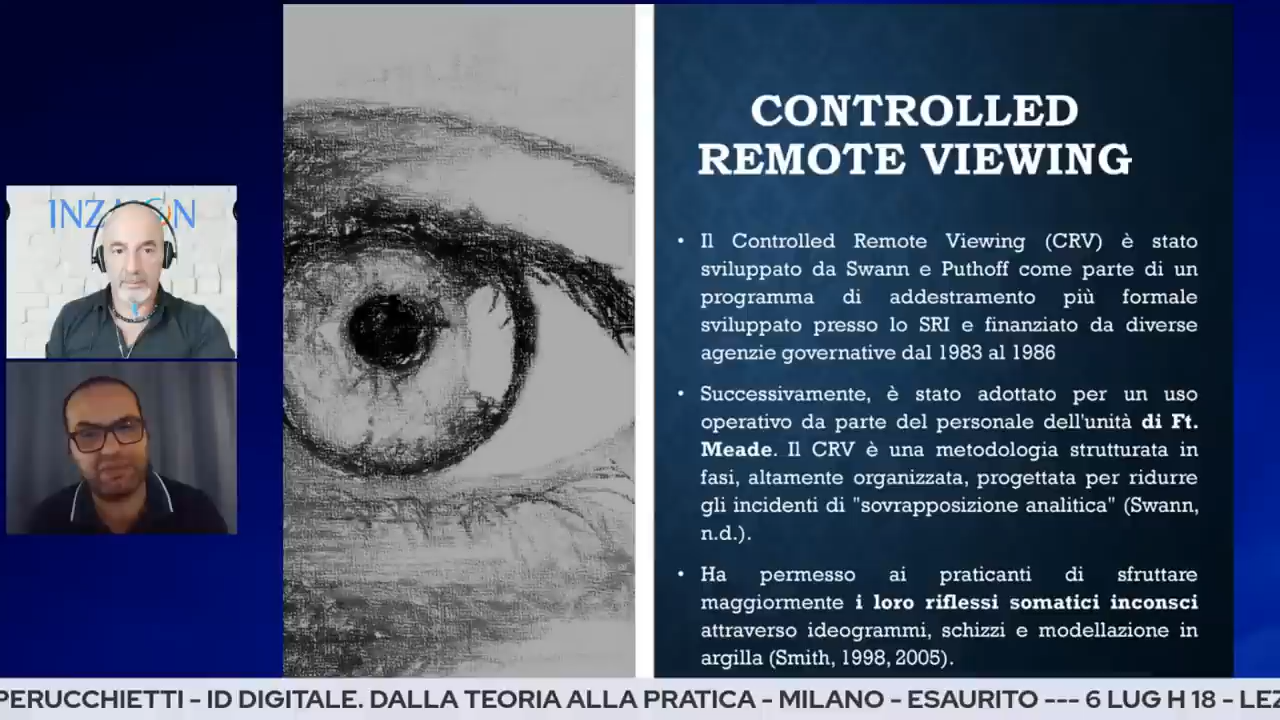 CONTROLLED
REMOTE VIEWING
• Il Controlled Remote Viewing (CRV) è stato
sviluppato da Swann e Puthoff come parte di un
programma di addestramento più formale
sviluppato presso lo SRI e finanziato da diverse
agenzie governative dal 1983 al 1986
• Successivamente, è stato adottato per un uso
operativo da parte del personale dell'unità di Ft.
Meade. Il CRV è una metodologia strutturata in
fasi, altamente organizzata, progettata per ridurre
gli incidenti di "sovrapposizione analitica" (Swann,
n.d.).
• Ha permesso ai praticanti di sfruttare
maggiormente i loro riflessi somatici inconsci
attraverso ideogrammi, schizzi e modellazione in
argilla (Smith, 1998, 2005).
PERUCCHIETTI - ID DIGITALE. DALLA TEORIA ALLA PRATICA - MILANO - ESAURITO --- 6 LUG H 18 - LEZ